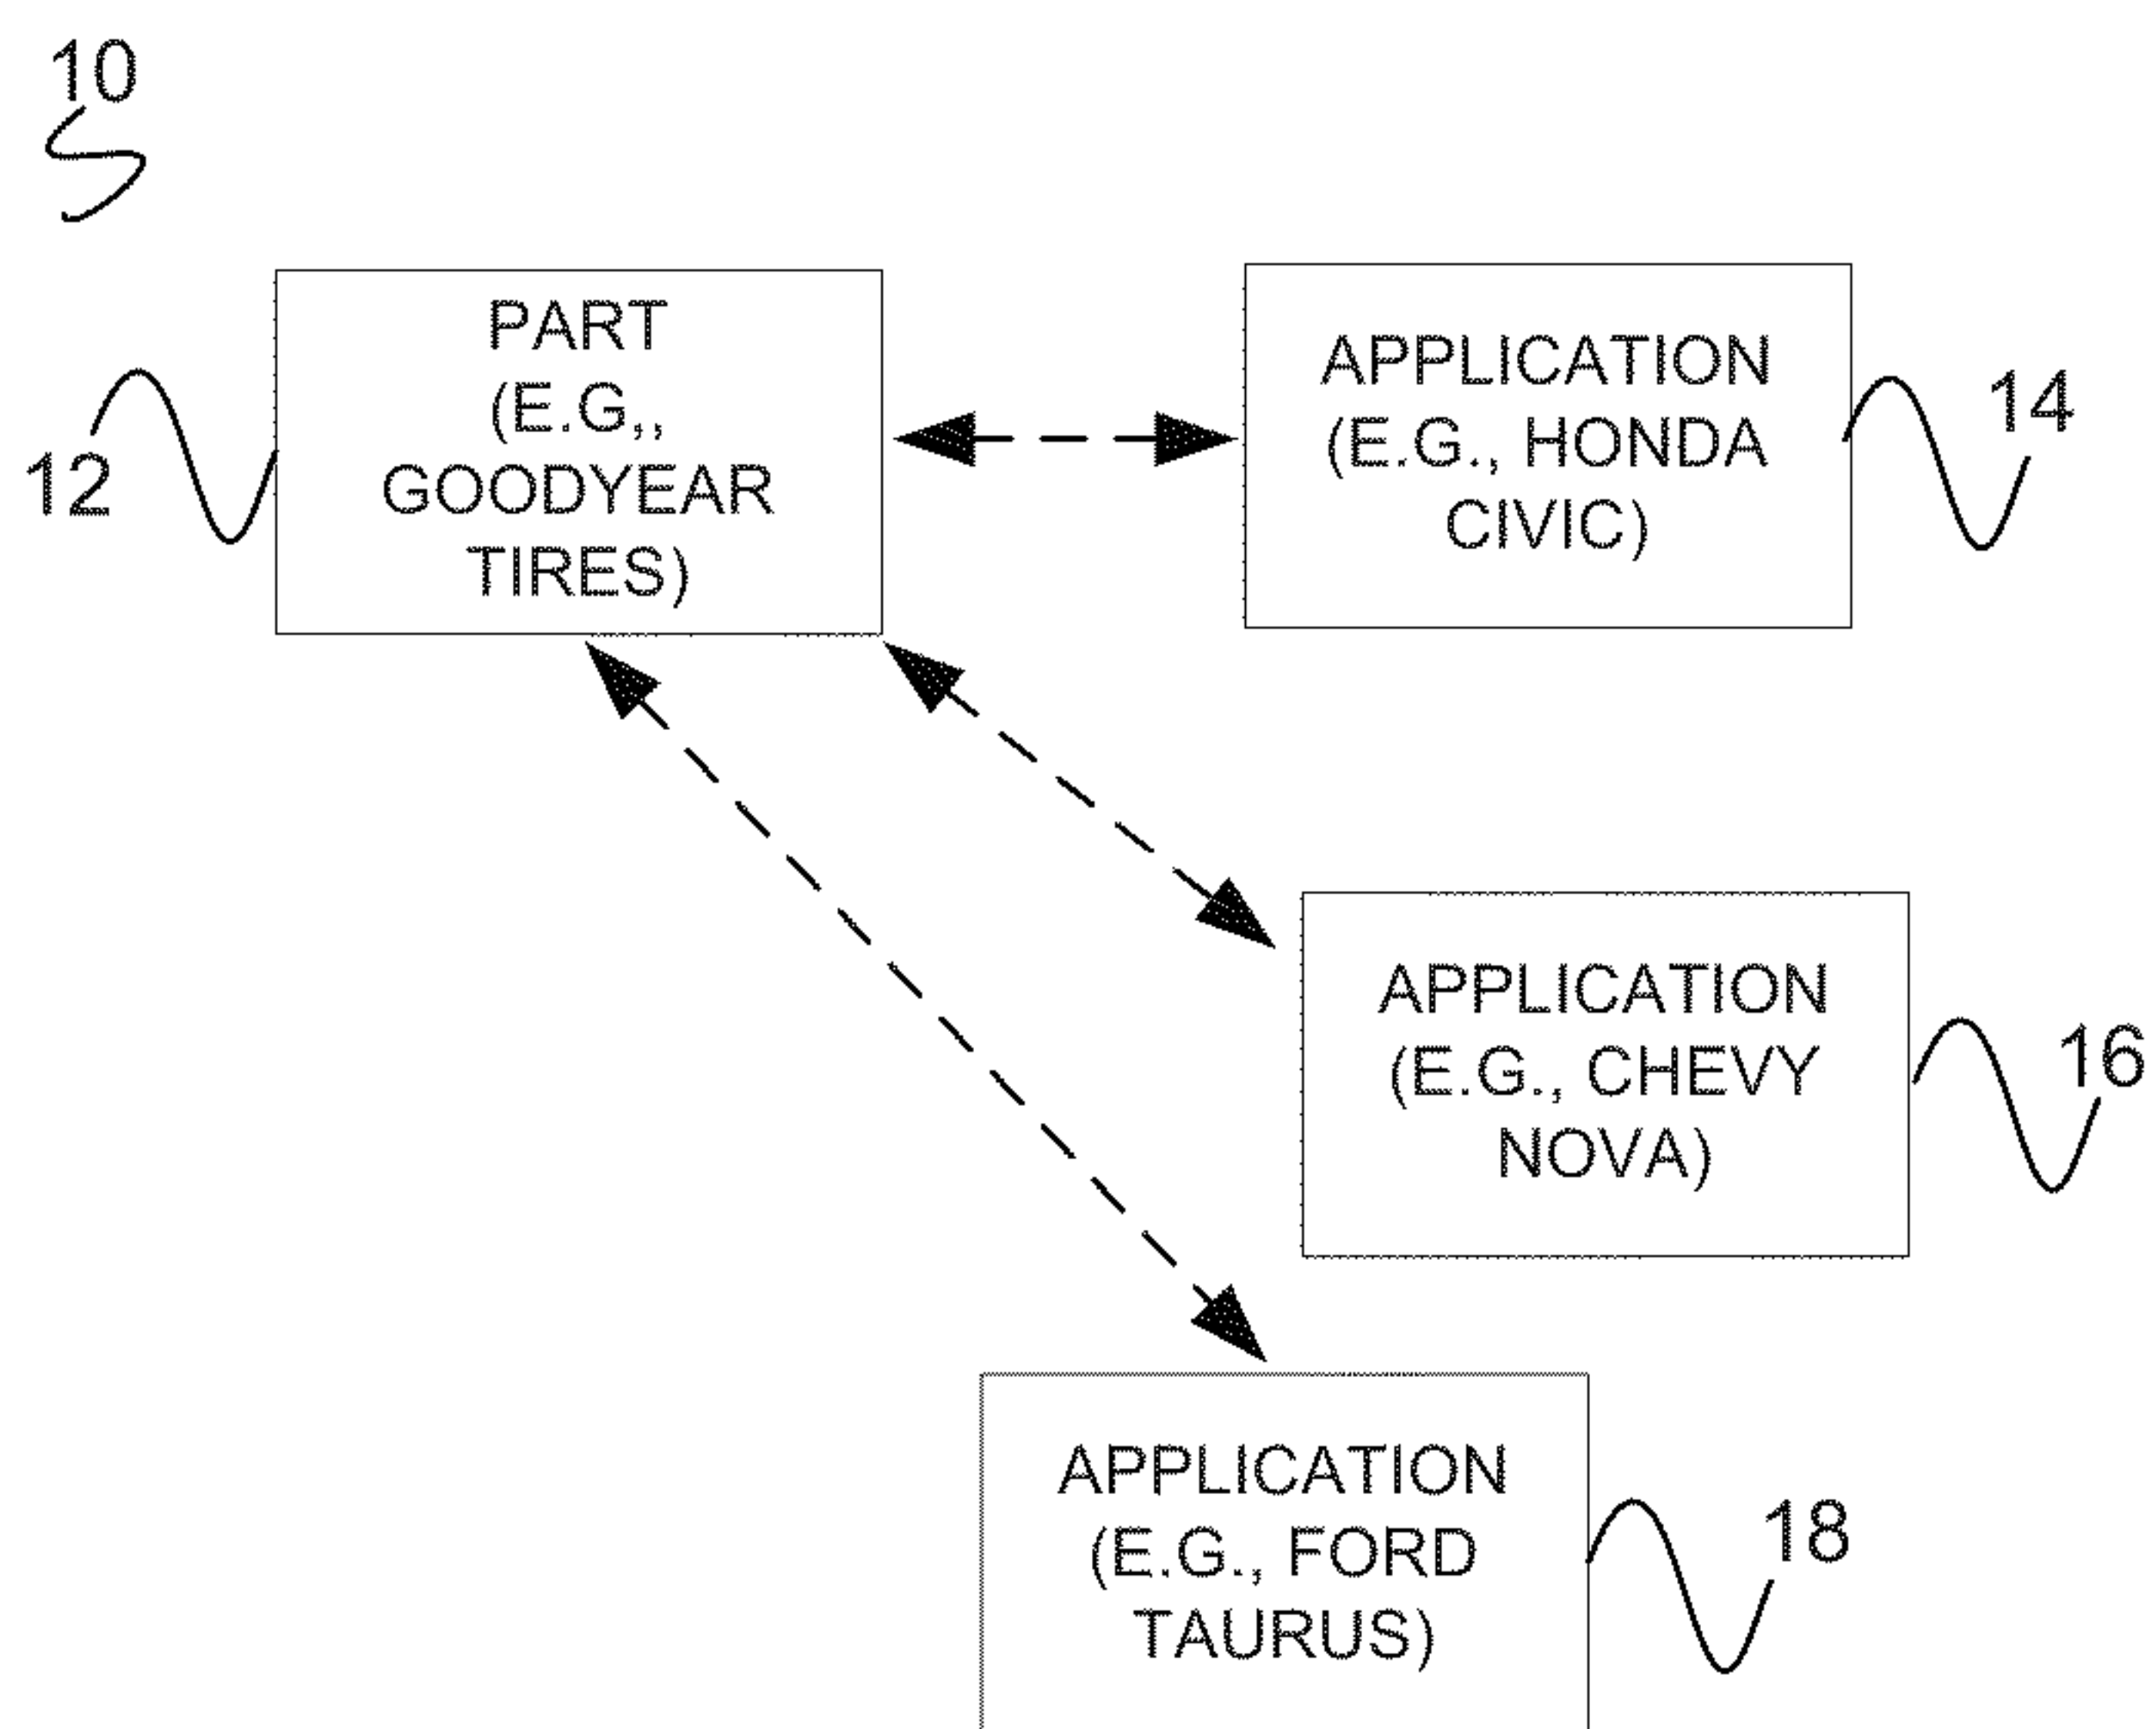 10
PART
(E.G,,
GOODYEAR
TIRES)
12
APPLICATION
(E.G., HONDA
CIVIC)
14
APPLICATION
(E.G., CHEVY
NOVA)
16
APPLICATION
(E.G., FORD
TAURUS)
18